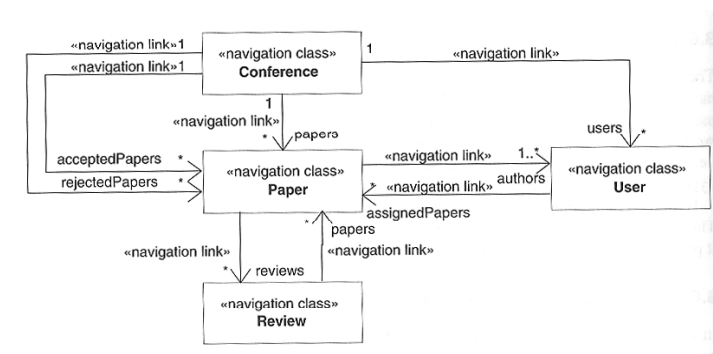 «navigation link»1
«navigation link»1
«navigation class»
Conference
1
«navigation link»
1
«navigation link»
* papers
users *
acceptedPapers *
rejectedPapers *
«navigation class»
Paper
«navigation link» 1..*
authors
* «navigation link»
assignedPapers
«navigation class»
User
* papers
«navigation link»
«navigation link»
* reviews
«navigation class»
Review